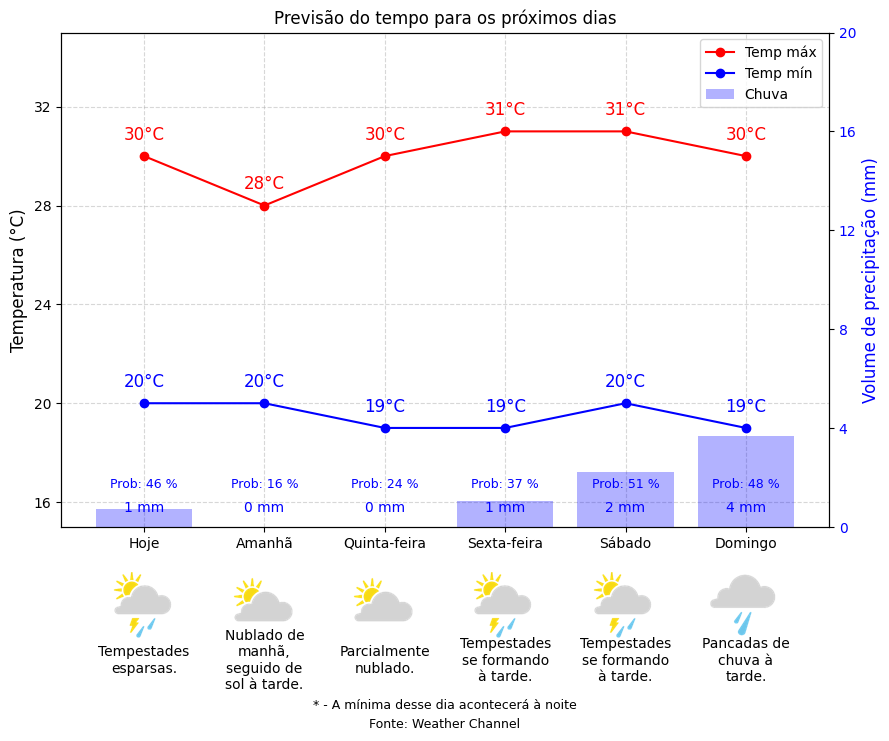 Previsão do tempo para os próximos dias
Temp máx
Temp mín
Chuva
Temperatura (°C)
32
28
24
20
16
Volume de precipitação (mm)
20
16
12
8
4
0
30°C
28°C
30°C
31°C
31°C
30°C
20°C
20°C
19°C
19°C
20°C
19°C
Prob: 46 %
Prob: 16 %
Prob: 24 %
Prob: 37 %
Prob: 51 %
Prob: 48 %
1 mm
0 mm
0 mm
1 mm
2 mm
4 mm
Hoje
Amanhã
Quinta-feira
Sexta-feira
Sábado
Domingo
Tempestades
esparsas.
Nublado de
manhã,
seguido de
sol à tarde.
Parcialmente
nublado.
Tempestades
se formando
à tarde.
Tempestades
se formando
à tarde.
Pancadas de
chuva à
tarde.
* - A mínima desse dia acontecerá à noite
Fonte: Weather Channel